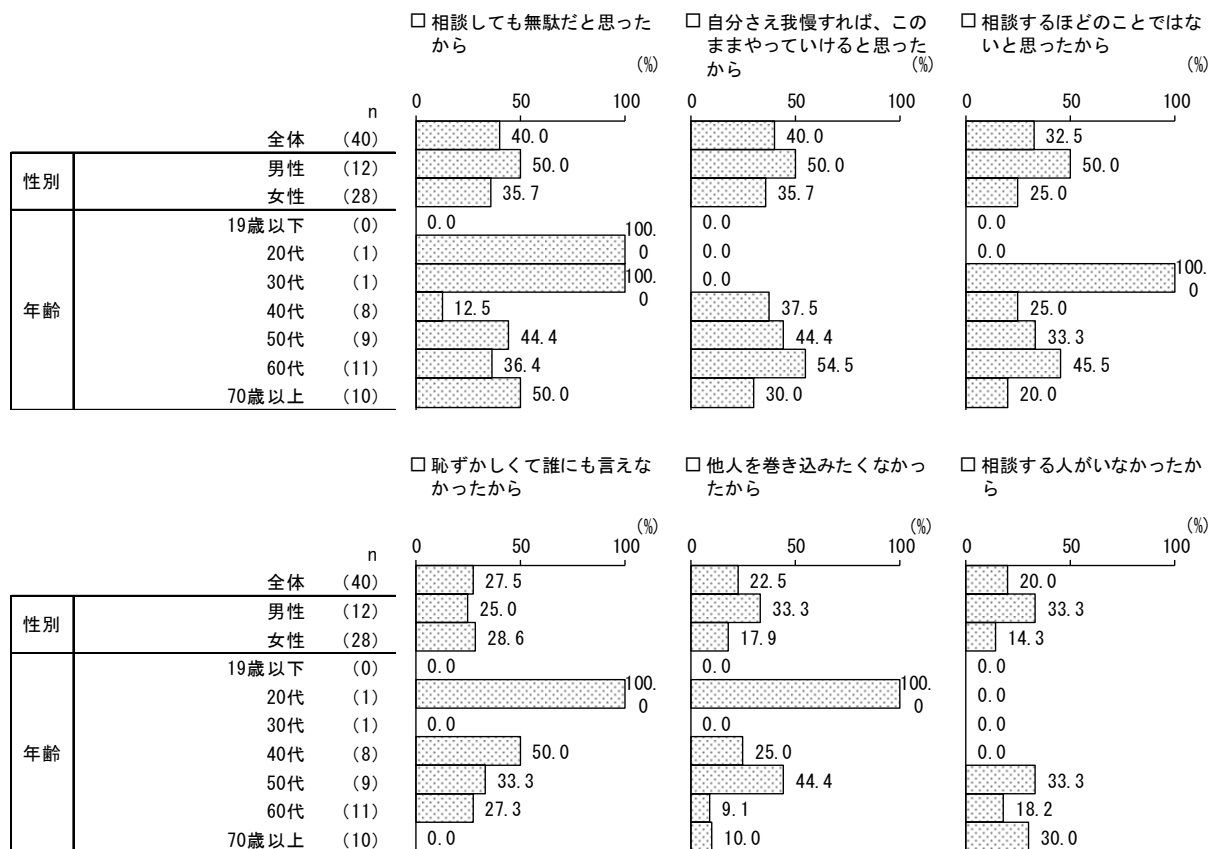 □ 相談しても無駄だと思った
から
(%)
□ 自分さえ我慢すれば、この
ままやっていけると思った
から
(%)
□ 相談するほどのことではな
いと思ったから
(%)
n 0 50 100 0 50 100 0 50 100
全体 (40) 40.0 40.0 32.5
性別
男性 (12) 50.0 50.0 50.0
女性 (28) 35.7 35.7 25.0
年齢
19歳以下 (0) 0.0 0.0 0.0
20代 (1) 100.0 0.0 0.0
30代 (1) 100.0 0.0 100.0
40代 (8) 12.5 37.5 25.0
50代 (9) 44.4 44.4 33.3
60代 (11) 36.4 54.5 45.5
70歳以上 (10) 50.0 30.0 20.0
□ 恥ずかしくて誰にも言えな
かったから
(%)
□ 他人を巻き込みたくなかっ
たから
(%)
□ 相談する人がいなかったか
ら
(%)
n 0 50 100 0 50 100 0 50 100
全体 (40) 27.5 22.5 20.0
性別
男性 (12) 25.0 33.3 33.3
女性 (28) 28.6 17.9 14.3
年齢
19歳以下 (0) 0.0 0.0 0.0
20代 (1) 100.0 100.0 0.0
30代 (1) 0.0 0.0 0.0
40代 (8) 50.0 25.0 0.0
50代 (9) 33.3 44.4 33.3
60代 (11) 27.3 9.1 18.2
70歳以上 (10) 0.0 10.0 30.0